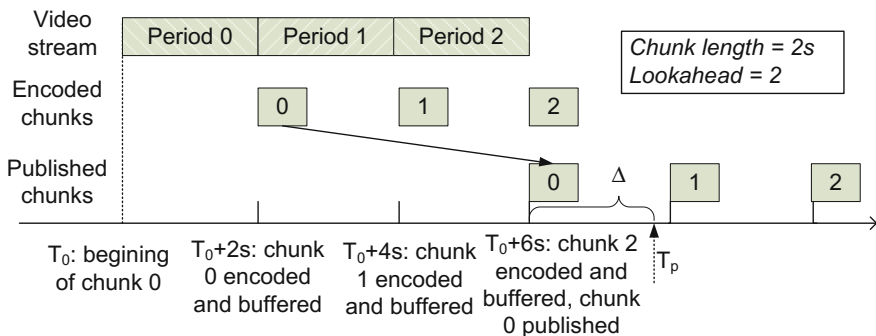 Video stream
Period 0
Period 1
Period 2
Chunk length = 2s
Lookahead = 2
Encoded chunks
0
1
2
Published chunks
0
Δ
1
2
T₀: begining of chunk 0
T₀+2s: chunk 0 encoded and buffered
T₀+4s: chunk 1 encoded and buffered
T₀+6s: chunk 2 encoded and buffered, chunk 0 published
Tₚ